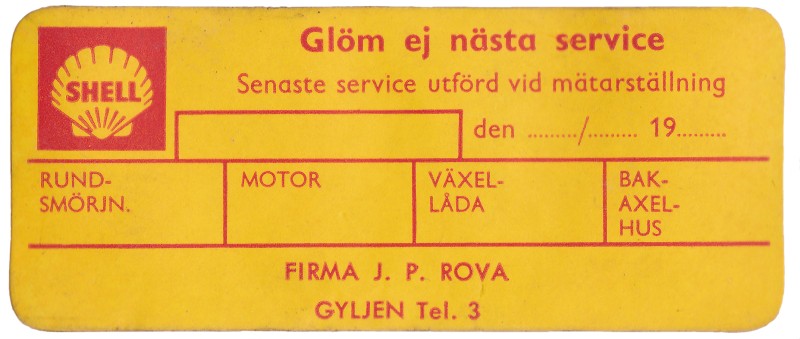 SHELL
Glöm ej nästa service
Senaste service utförd vid mätarställning
den ........./......... 19.........
RUND-
SMÖRJN.
MOTOR
VÄXEL-
LÅDA
BAK-
AXEL-
HUS
FIRMA J. P. ROVA
GYLJEN Tel. 3